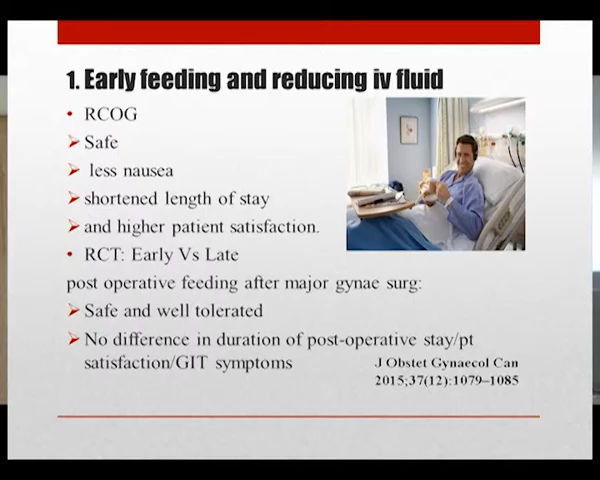 1. Early feeding and reducing iv fluid
• RCOG
➤ Safe
➤ less nausea
➤ shortened length of stay
➤ and higher patient satisfaction.
• RCT: Early Vs Late
post operative feeding after major gynae surg:
➤ Safe and well tolerated
➤ No difference in duration of post-operative stay/pt
satisfaction/GIT symptoms
J Obstet Gynaecol Can
2015;37(12):1079–1085